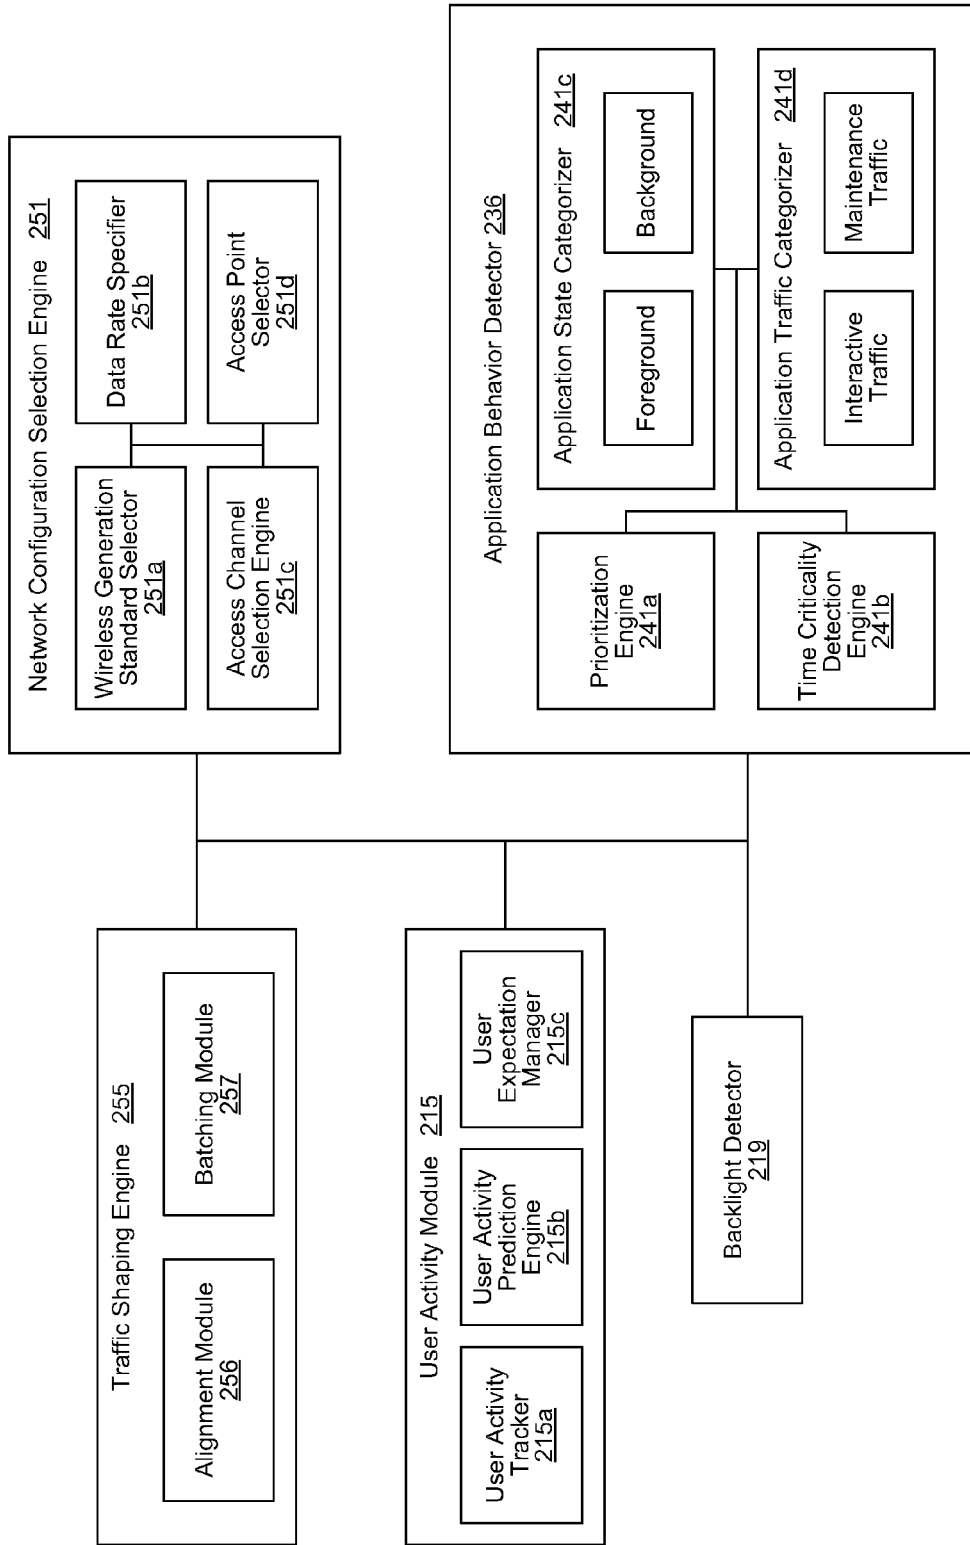 Traffic Shaping Engine 255
Alignment Module
256
Batching Module
257
Network Configuration Selection Engine 251
Wireless Generation
Standard Selector
251a
Data Rate Specifier
251b
Access Channel
Selection Engine
251c
Access Point
Selector
251d
User Activity Module 215
User Activity
Tracker
215a
User Activity
Prediction
Engine
215b
User
Expectation
Manager
215c
Backlight Detector
219
Application Behavior Detector 236
Prioritization
Engine
241a
Application State Categorizer 241c
Foreground
Background
Time Criticality
Detection
Engine
241b
Application Traffic Categorizer 241d
Interactive
Traffic
Maintenance
Traffic